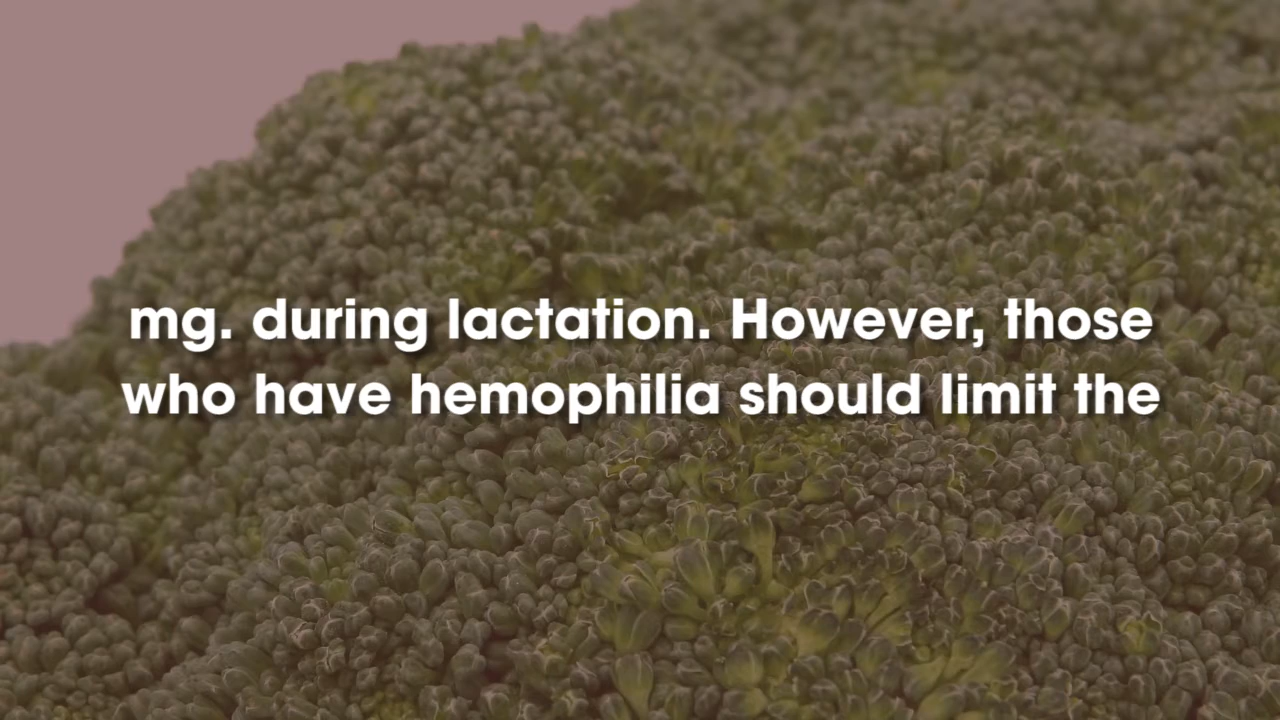 mg. during lactation. However, those
who have hemophilia should limit the